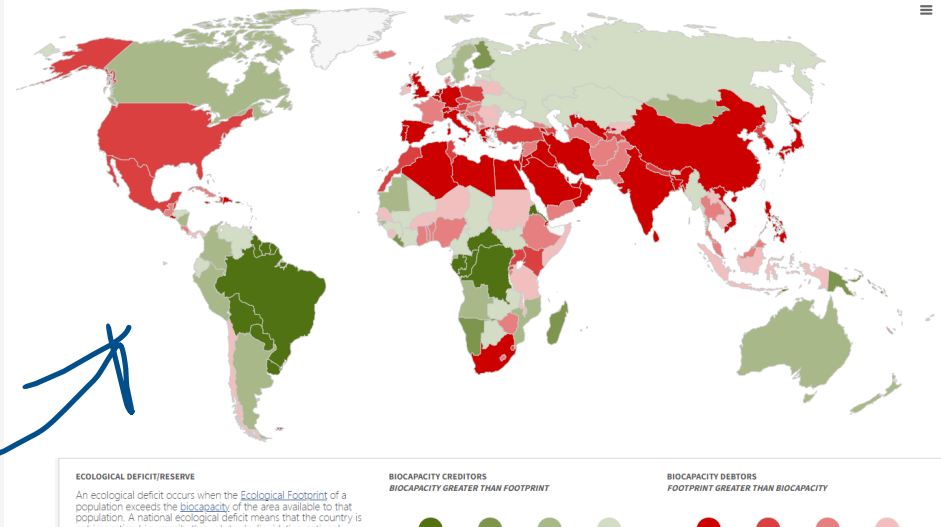 ECOLOGICAL DEFICIT/RESERVE
An ecological deficit occurs when the Ecological Footprint of a
population exceeds the biocapacity of the area available to that
population. A national ecological deficit means that the country is
BIOCAPACITY CREDITORS
BIOCAPACITY GREATER THAN FOOTPRINT
BIOCAPACITY DEBTORS
FOOTPRINT GREATER THAN BIOCAPACITY